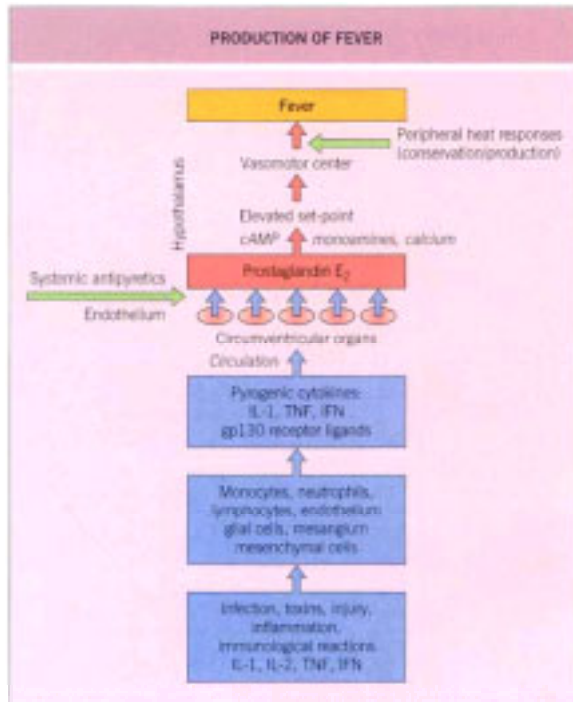 PRODUCTION OF FEVER
Fever
Peripheral heat responses
(conservation/production)
Vasomotor center
Hypothalamus
Elevated set-point
cAMP monoamines, calcium
Prostaglandin E2
Systemic antipyretics
Endothelium
Circumventricular organs
Circulation
Pyrogenic cytokines:
IL-1, TNF, IFN
gp130 receptor ligands
Monocytes, neutrophils,
lymphocytes, endothelium
glial cells, mesangium
mesenchymal cells
Infection, toxins, injury,
inflammation,
immunological reactions
IL-1, IL-2, TNF, IFN